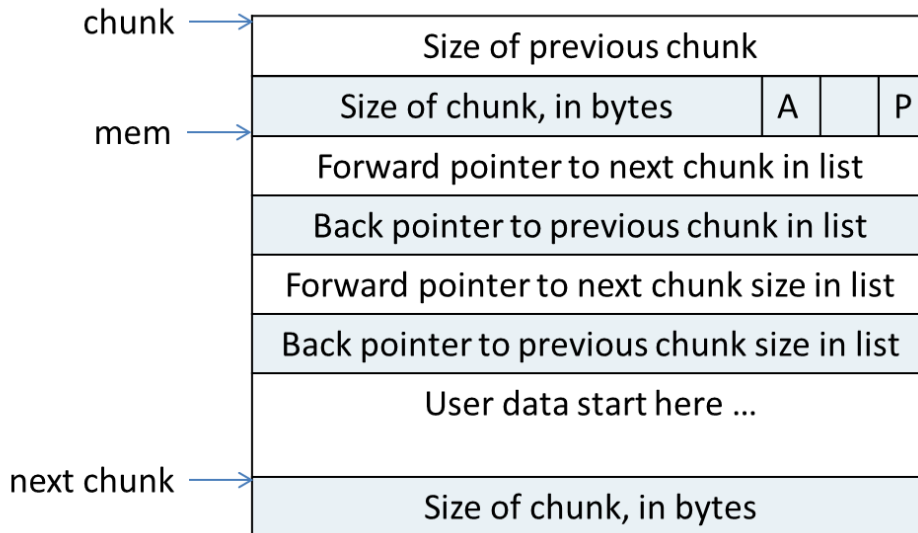 chunk
Size of previous chunk
Size of chunk, in bytes A P
mem
Forward pointer to next chunk in list
Back pointer to previous chunk in list
Forward pointer to next chunk size in list
Back pointer to previous chunk size in list
User data start here ...
next chunk
Size of chunk, in bytes